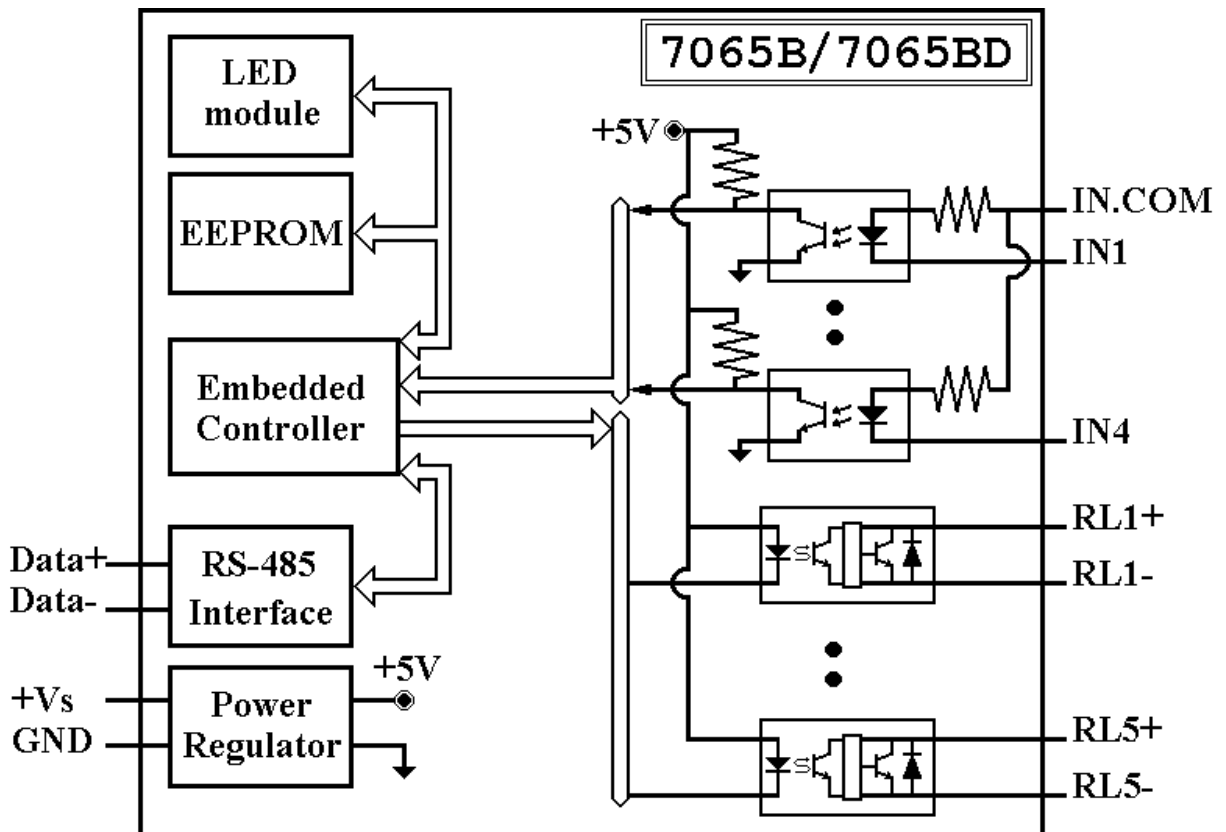 7065B/7065BD
LED
module
EEPROM
Embedded
Controller
RS-485
Interface
Power
Regulator
Data+
Data-
+Vs
GND
+5V
+5V
IN.COM
IN1
IN4
RL1+
RL1-
RL5+
RL5-